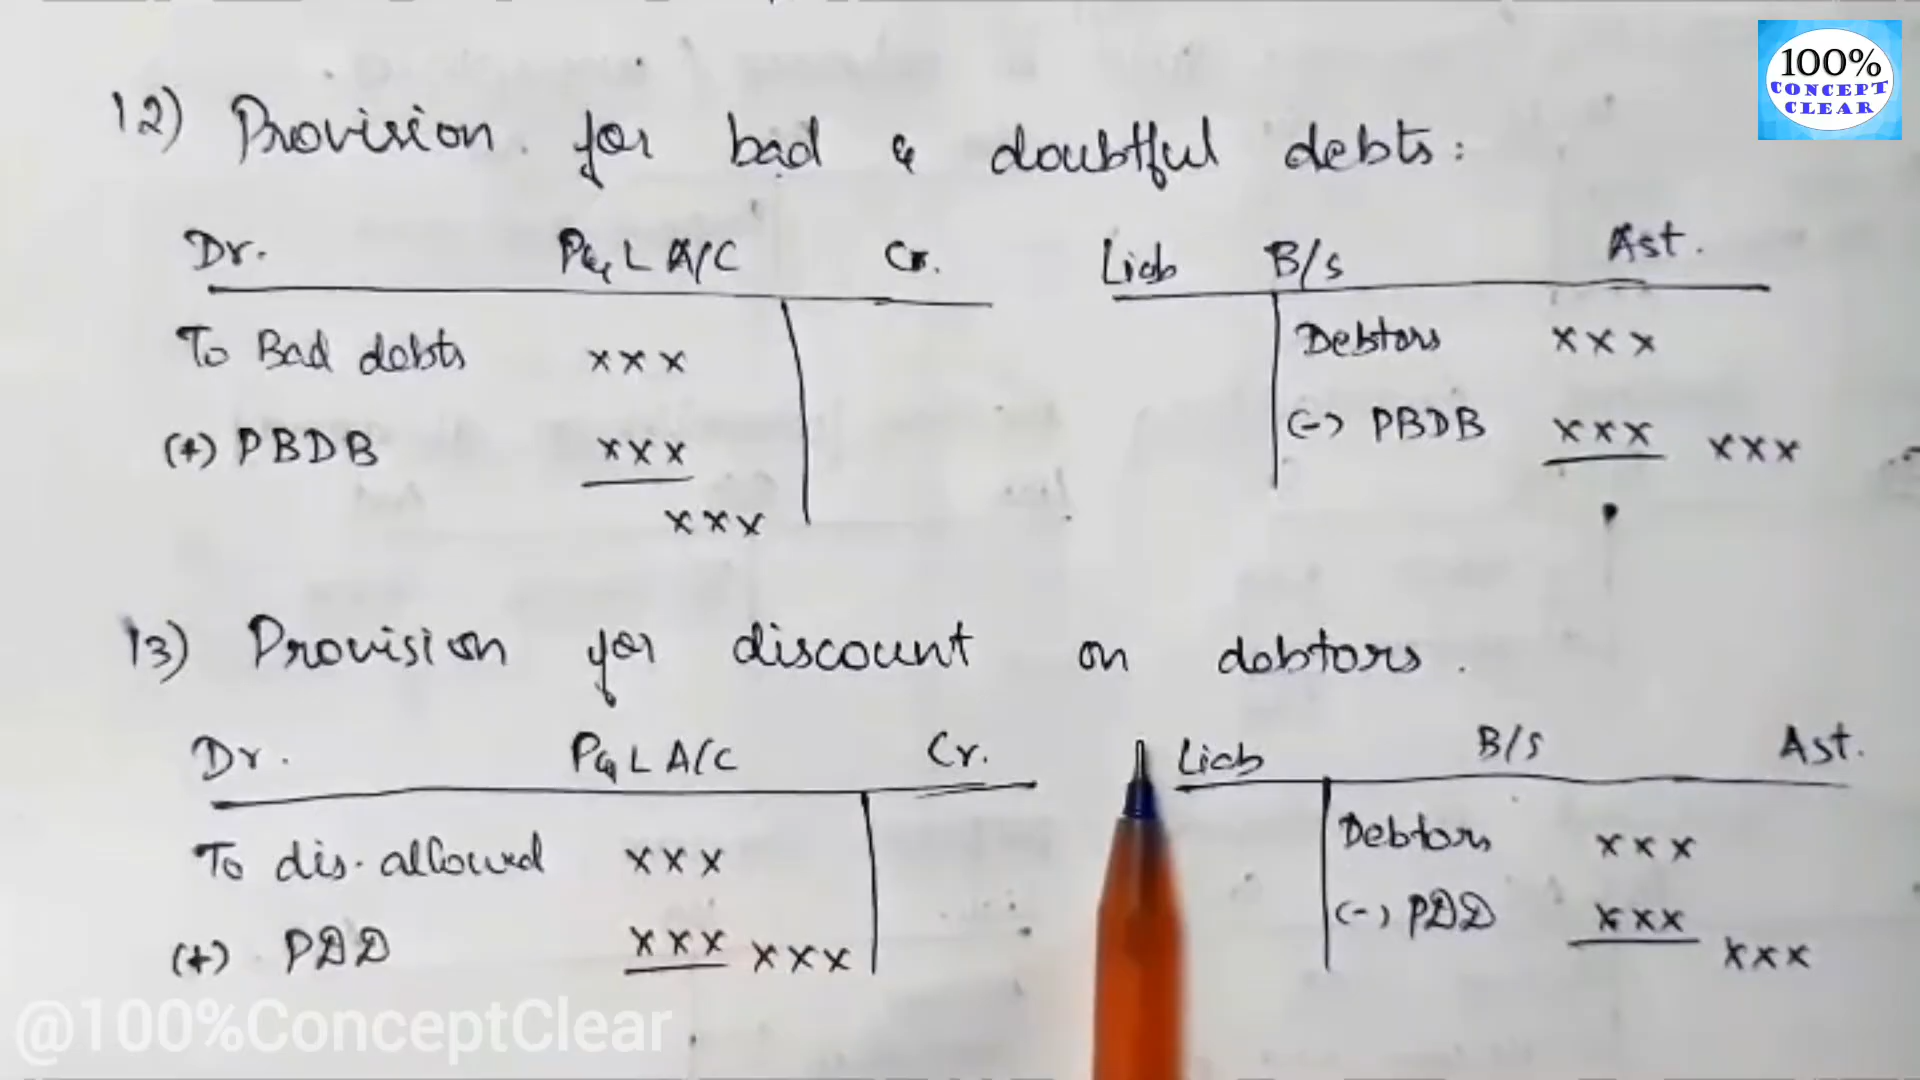 100%
CONCEPT
CLEAR
12) Provision for bad & doubtful debts:
Dr. P&L A/C Cr.
To Bad debts xxx
(+) PBDB xxx
xxx
Liab B/S Ast.
Debtors xxx
(-) PBDB xxx xxx
13) Provision for discount on debtors.
Dr. P&L A/C Cr.
To dis. allowed xxx
(+) PDD xxx xxx
Liab B/S Ast.
Debtors xxx
(-) PDD xxx xxx
@100%ConceptClear